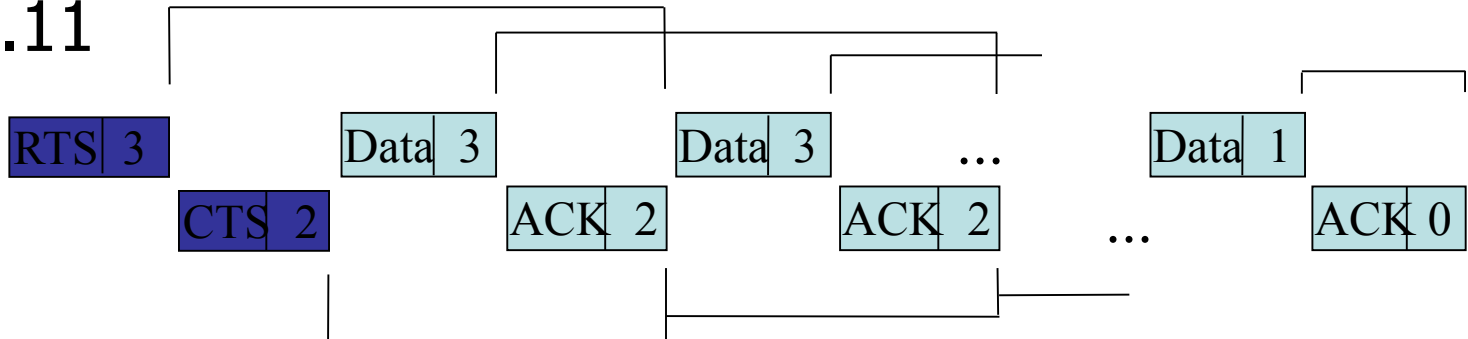 .11
RTS 3 Data 3 Data 3 ... Data 1
CTS 2 ACK 2 ACK 2 ... ACK 0